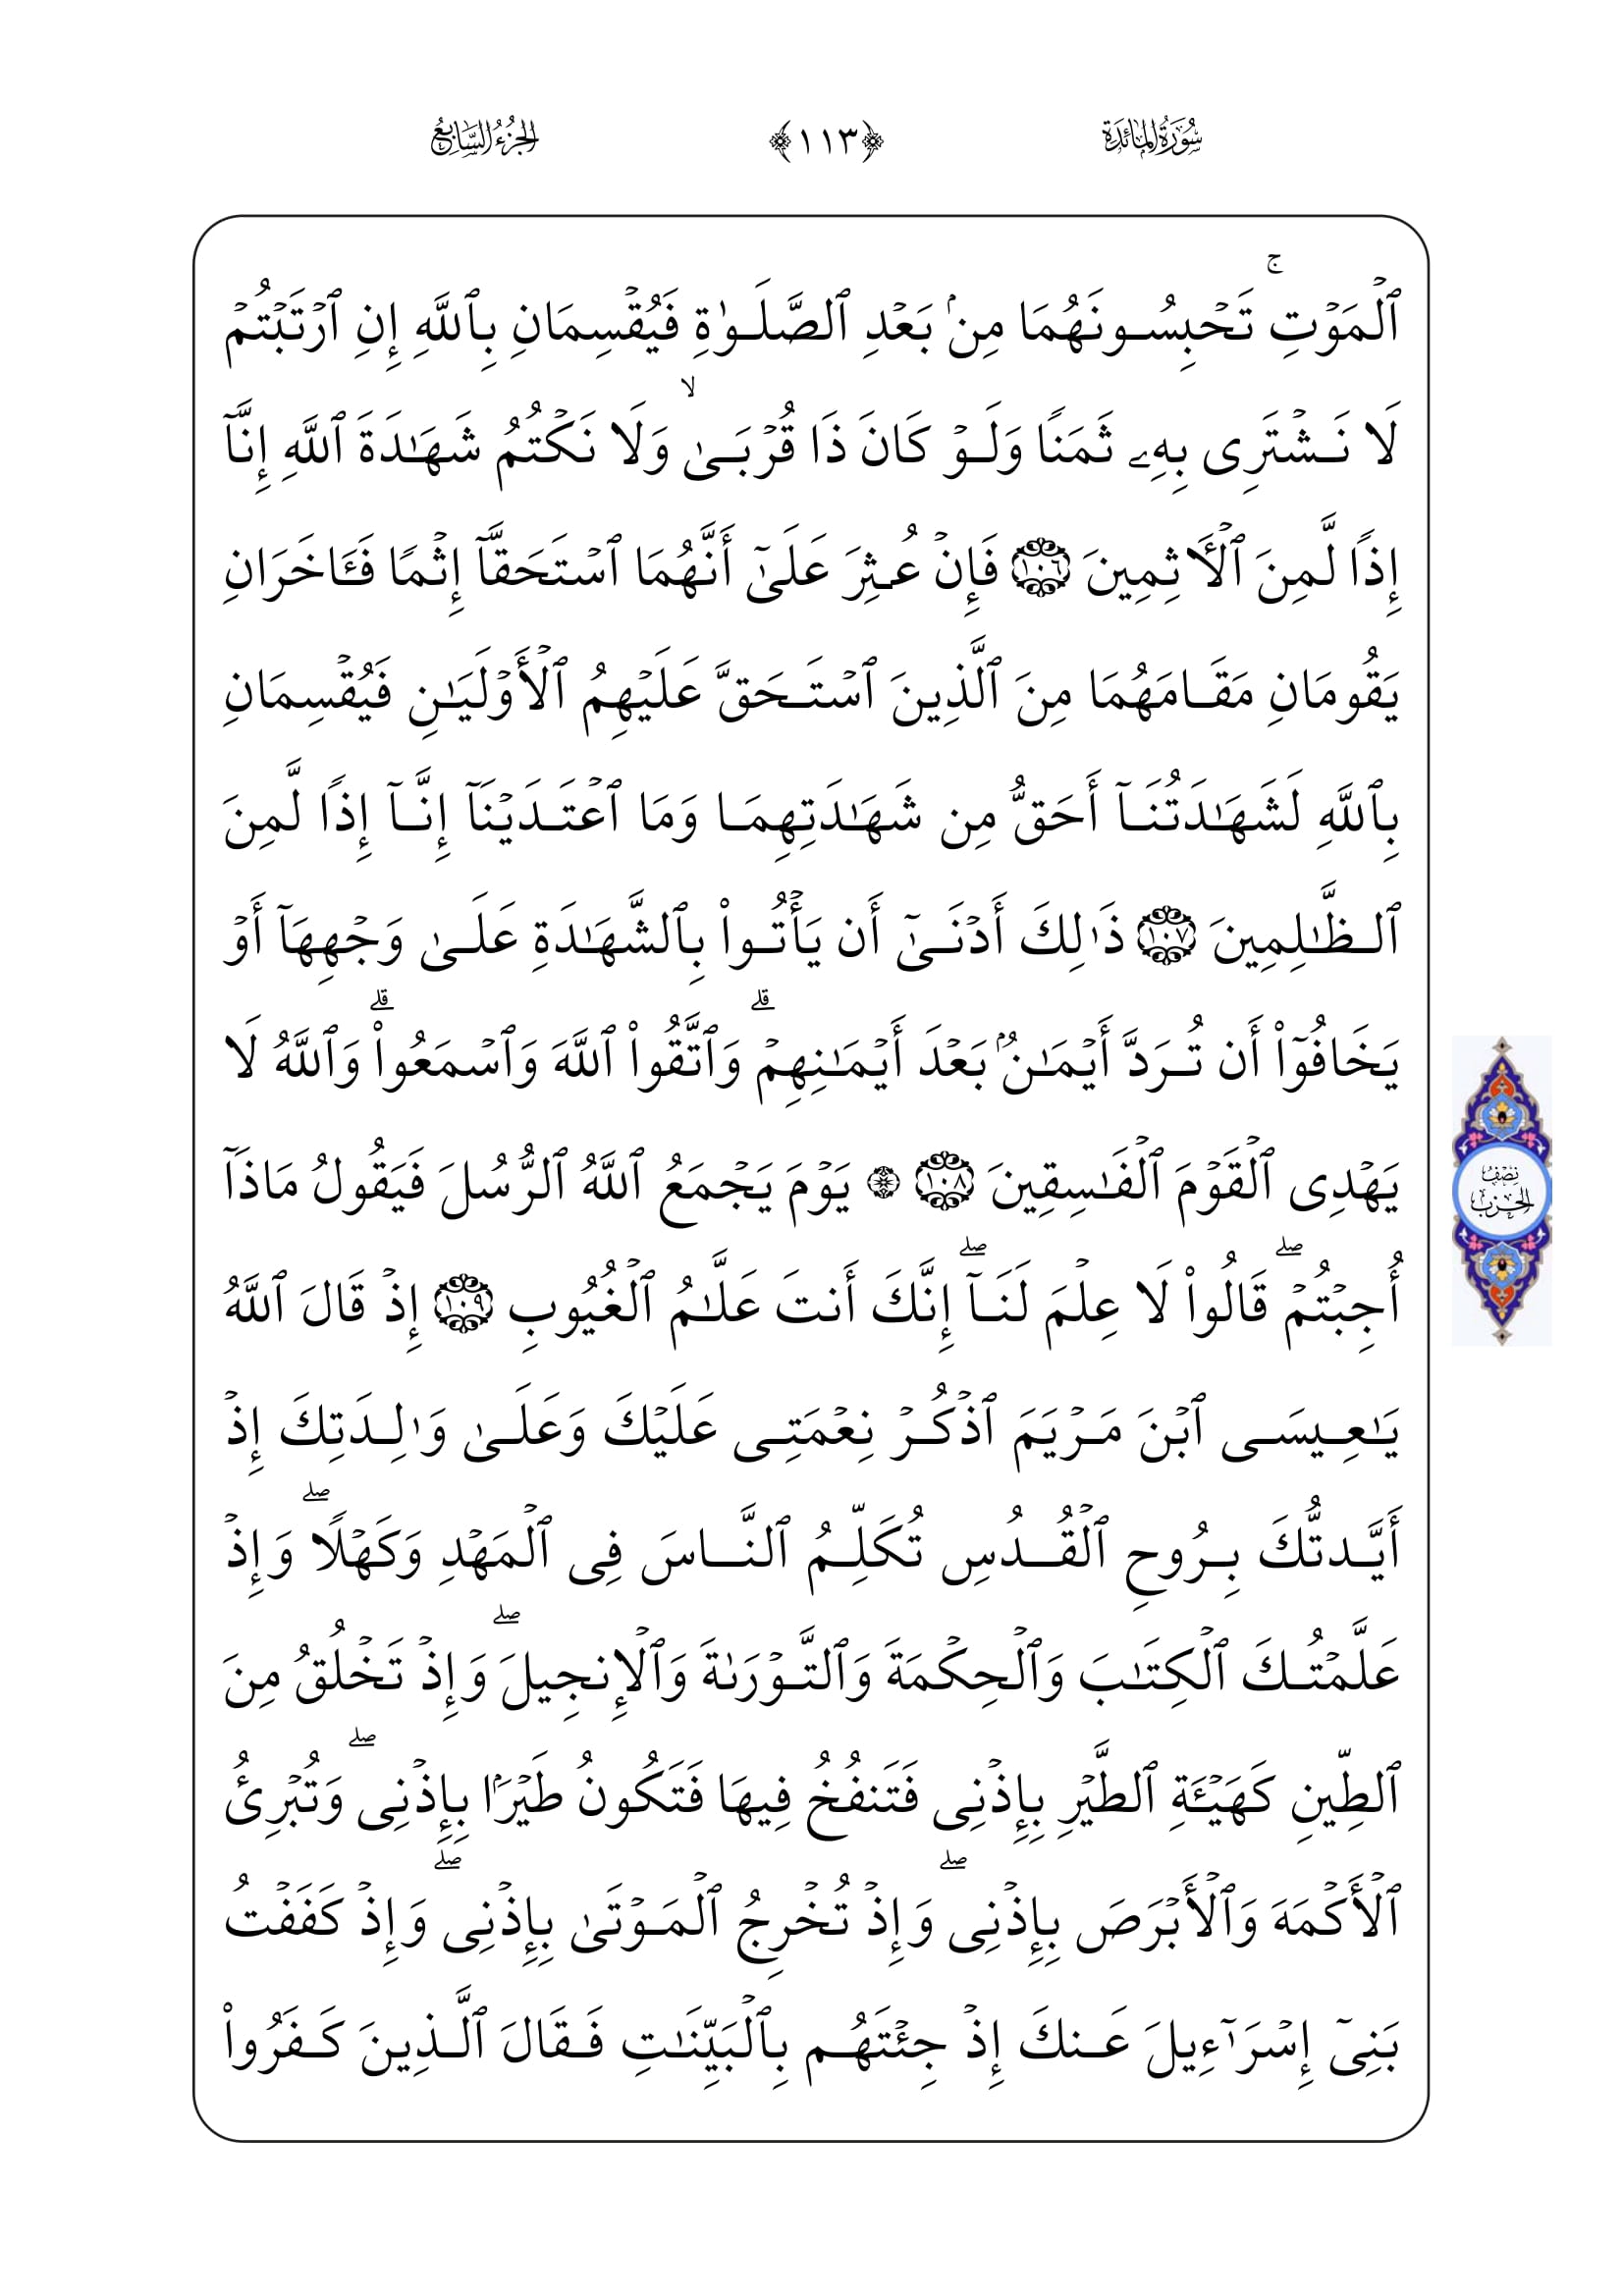 سُورَةُ المَائدَةِ ﴿١١٣﴾ الجُزءُ السَّابِعُ
ٱلۡمَوۡتِۚ تَحۡبِسُونَهُمَا مِنۢ بَعۡدِ ٱلصَّلَوٰةِ فَيُقۡسِمَانِ بِٱللَّهِ إِنِ ٱرۡتَبۡتُمۡ
لَا نَشۡتَرِى بِهِۦ ثَمَنًا وَلَوۡ كَانَ ذَا قُرۡبَىٰۙ وَلَا نَكۡتُمُ شَهَٰدَةَ ٱللَّهِ إِنَّآ
إِذًا لَّمِنَ ٱلۡأٓثِمِينَ ١٠٦ فَإِنۡ عُثِرَ عَلَىٰٓ أَنَّهُمَا ٱسۡتَحَقَّآ إِثۡمًا فَـَٔاخَرَانِ
يَقُومَانِ مَقَامَهُمَا مِنَ ٱلَّذِينَ ٱسۡتَحَقَّ عَلَيۡهِمُ ٱلۡأَوۡلَيَٰنِ فَيُقۡسِمَانِ
بِٱللَّهِ لَشَهَٰدَتُنَآ أَحَقُّ مِن شَهَٰدَتِهِمَا وَمَا ٱعۡتَدَيۡنَآ إِنَّآ إِذًا لَّمِنَ
ٱلظَّٰلِمِينَ ١٠٧ ذَٰلِكَ أَدۡنَىٰٓ أَن يَأۡتُوا۟ بِٱلشَّهَٰدَةِ عَلَىٰ وَجۡهِهَآ أَوۡ
يَخَافُوٓا۟ أَن تُرَدَّ أَيۡمَٰنُۢ بَعۡدَ أَيۡمَٰنِهِمۡۗ وَٱتَّقُوا۟ ٱللَّهَ وَٱسۡمَعُوا۟ۗ وَٱللَّهُ لَا
يَهۡدِى ٱلۡقَوۡمَ ٱلۡفَٰسِقِينَ ١٠٨ ۞ يَوۡمَ يَجۡمَعُ ٱللَّهُ ٱلرُّسُلَ فَيَقُولُ مَاذَآ
نِصْفُ الحِزْبِ
أُجِبۡتُمۡۖ قَالُوا۟ لَا عِلۡمَ لَنَآۖ إِنَّكَ أَنتَ عَلَّٰمُ ٱلۡغُيُوبِ ١٠٩ إِذۡ قَالَ ٱللَّهُ
يَٰعِيسَى ٱبۡنَ مَرۡيَمَ ٱذۡكُرۡ نِعۡمَتِى عَلَيۡكَ وَعَلَىٰ وَٰلِدَتِكَ إِذۡ
أَيَّدتُّكَ بِرُوحِ ٱلۡقُدُسِ تُكَلِّمُ ٱلنَّاسَ فِى ٱلۡمَهۡدِ وَكَهۡلًاۖ وَإِذۡ
عَلَّمۡتُكَ ٱلۡكِتَٰبَ وَٱلۡحِكۡمَةَ وَٱلتَّوۡرَىٰةَ وَٱلۡإِنجِيلَۖ وَإِذۡ تَخۡلُقُ مِنَ
ٱلطِّينِ كَهَيۡـَٔةِ ٱلطَّيۡرِ بِإِذۡنِى فَتَنفُخُ فِيهَا فَتَكُونُ طَيۡرَۢا بِإِذۡنِىۖ وَتُبۡرِئُ
ٱلۡأَكۡمَهَ وَٱلۡأَبۡرَصَ بِإِذۡنِىۖ وَإِذۡ تُخۡرِجُ ٱلۡمَوۡتَىٰ بِإِذۡنِىۖ وَإِذۡ كَفَفۡتُ
بَنِىٓ إِسۡرَٰٓءِيلَ عَنكَ إِذۡ جِئۡتَهُم بِٱلۡبَيِّنَٰتِ فَقَالَ ٱلَّذِينَ كَفَرُوا۟